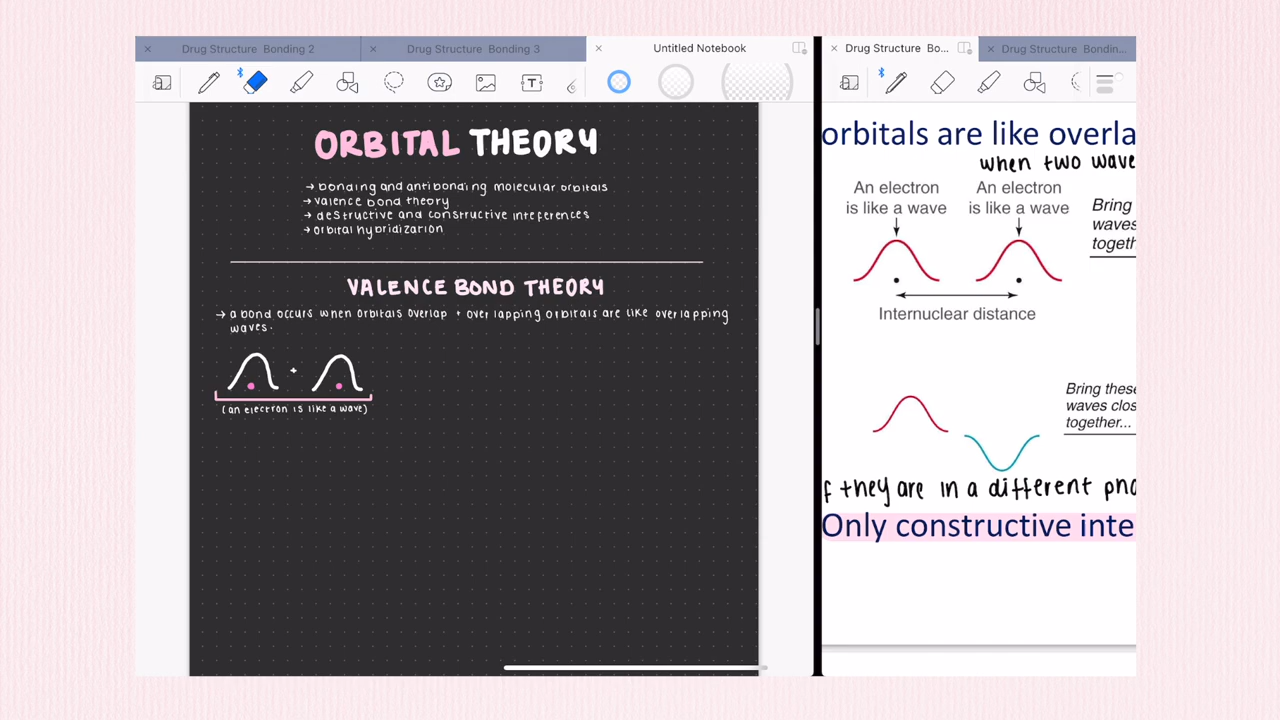 Drug Structure Bonding 2
Drug Structure Bonding 3
Untitled Notebook
T
ORBITAL THEORY
→ bonding and antibonding molecular orbitals
→ valence bond theory
→ destructive and constructive inteferences
→ orbital hybridization
VALENCE BOND THEORY
→ a bond occurs when orbitals overlap + overlapping orbitals are like overlapping
waves.
+
(an electron is like a wave)
Drug Structure Bo...
Drug Structure Bondin...
orbitals are like overla
when two wave
An electron
is like a wave
An electron
is like a wave
Bring
waves
togeth
Internuclear distance
Bring these
waves clos
together...
f they are in a different pha
Only constructive inte